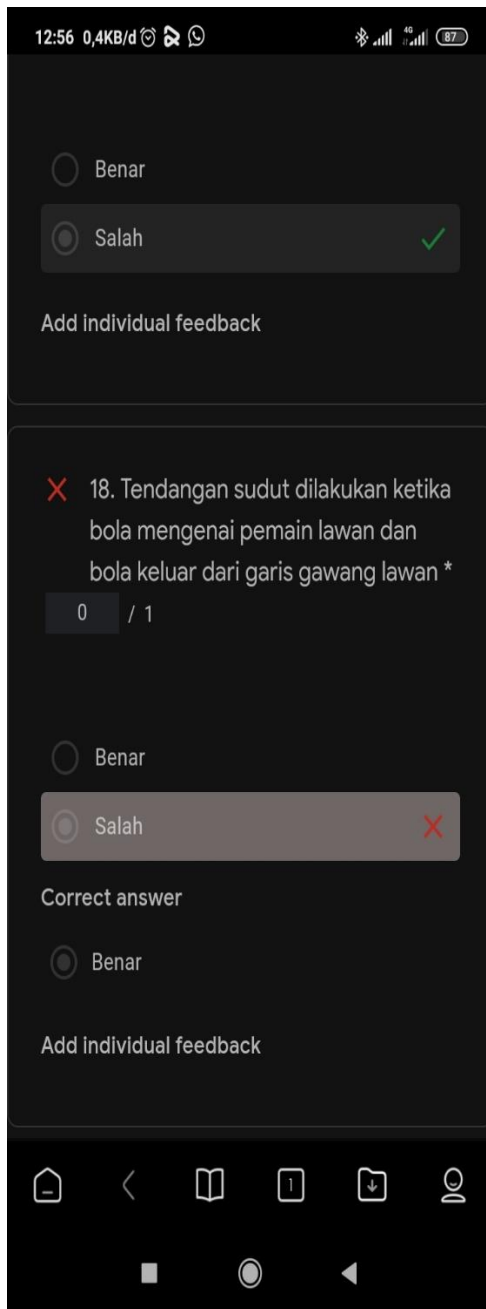 12:56 0,4KB/d 4G 87
Benar
Salah
Add individual feedback
18. Tendangan sudut dilakukan ketika
bola mengenai pemain lawan dan
bola keluar dari garis gawang lawan *
0 / 1
Benar
Salah
Correct answer
Benar
Add individual feedback
1